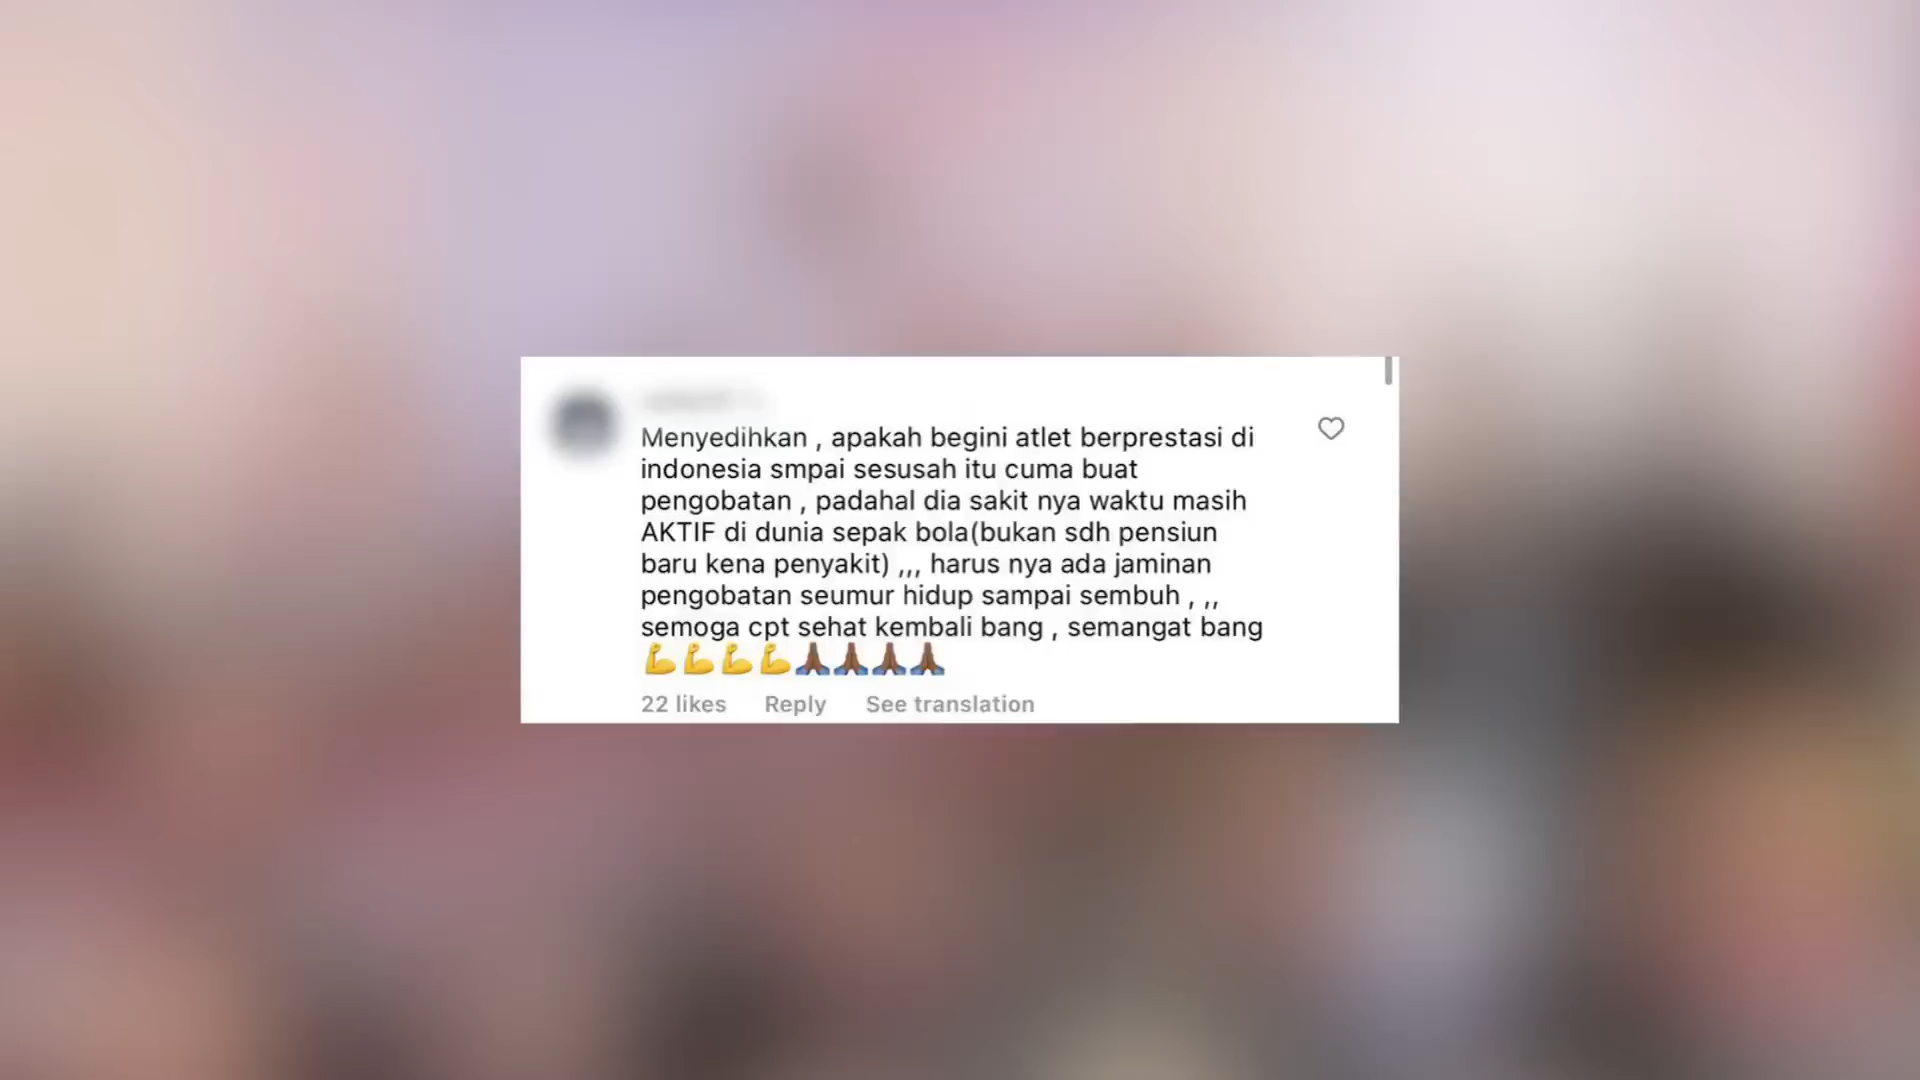 Menyedihkan , apakah begini atlet berprestasi di
indonesia smpai sesusah itu cuma buat
pengobatan , padahal dia sakit nya waktu masih
AKTIF di dunia sepak bola(bukan sdh pensiun
baru kena penyakit) ,,, harus nya ada jaminan
pengobatan seumur hidup sampai sembuh , ,,
semoga cpt sehat kembali bang , semangat bang
💪💪💪💪🙏🏾🙏🏾🙏🏾🙏🏾
22 likes Reply See translation